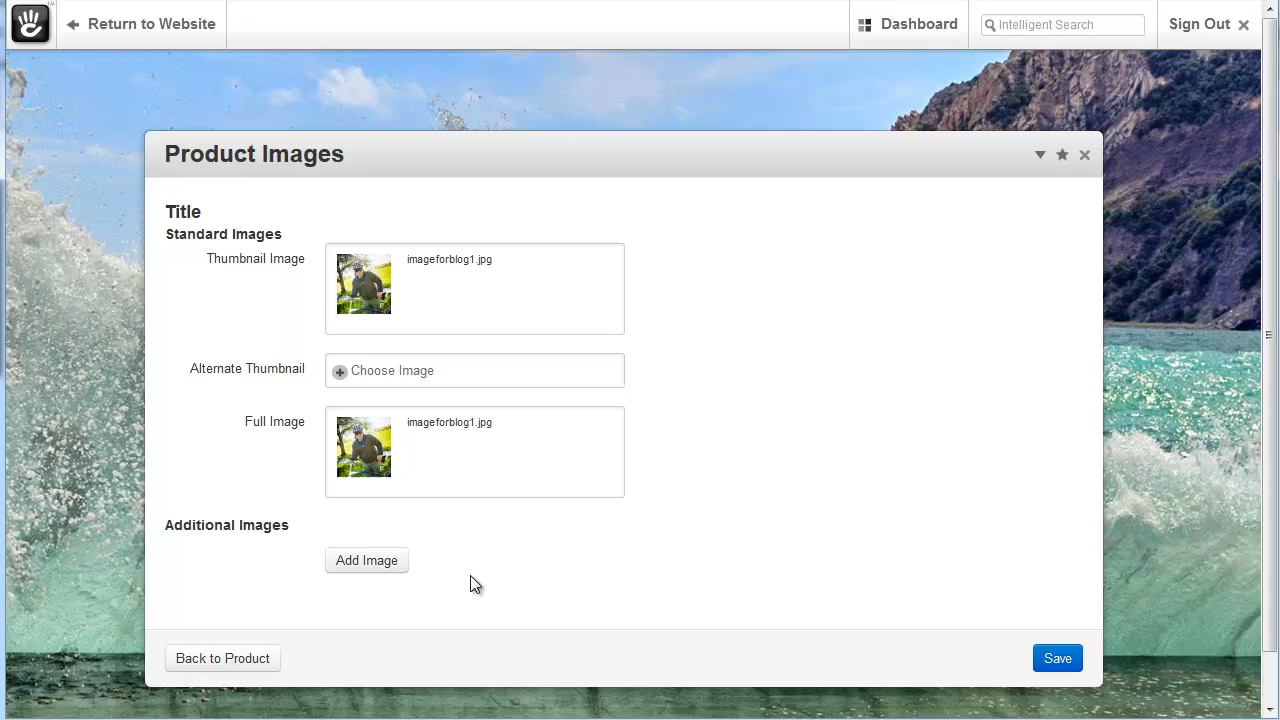 Return to Website
Dashboard
Intelligent Search
Sign Out
Product Images
Title
Standard Images
Thumbnail Image
imageforblog1.jpg
Alternate Thumbnail
Choose Image
Full Image
imageforblog1.jpg
Additional Images
Add Image
Back to Product
Save